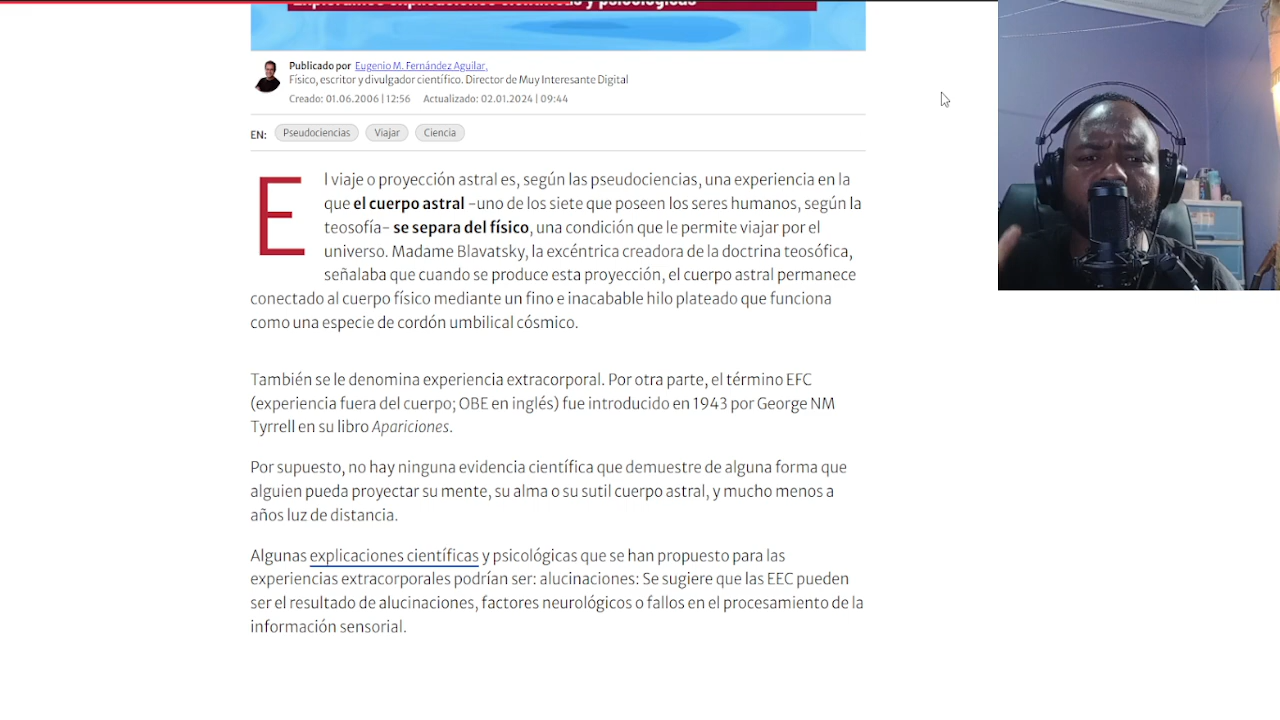 Exploramos explicaciones científicas y psicológicas
Publicado por Eugenio M. Fernández Aguilar,
Físico, escritor y divulgador científico. Director de Muy Interesante Digital
Creado: 01.06.2006 | 12:56 Actualizado: 02.01.2024 | 09:44
EN: Pseudociencias Viajar Ciencia
El viaje o proyección astral es, según las pseudociencias, una experiencia en la
que el cuerpo astral -uno de los siete que poseen los seres humanos, según la
teosofía- se separa del físico, una condición que le permite viajar por el
universo. Madame Blavatsky, la excéntrica creadora de la doctrina teosófica,
señalaba que cuando se produce esta proyección, el cuerpo astral permanece
conectado al cuerpo físico mediante un fino e inacabable hilo plateado que funciona
como una especie de cordón umbilical cósmico.
También se le denomina experiencia extracorporal. Por otra parte, el término EFC
(experiencia fuera del cuerpo; OBE en inglés) fue introducido en 1943 por George NM
Tyrrell en su libro Apariciones.
Por supuesto, no hay ninguna evidencia científica que demuestre de alguna forma que
alguien pueda proyectar su mente, su alma o su sutil cuerpo astral, y mucho menos a
años luz de distancia.
Algunas explicaciones científicas y psicológicas que se han propuesto para las
experiencias extracorporales podrían ser: alucinaciones: Se sugiere que las EEC pueden
ser el resultado de alucinaciones, factores neurológicos o fallos en el procesamiento de la
información sensorial.